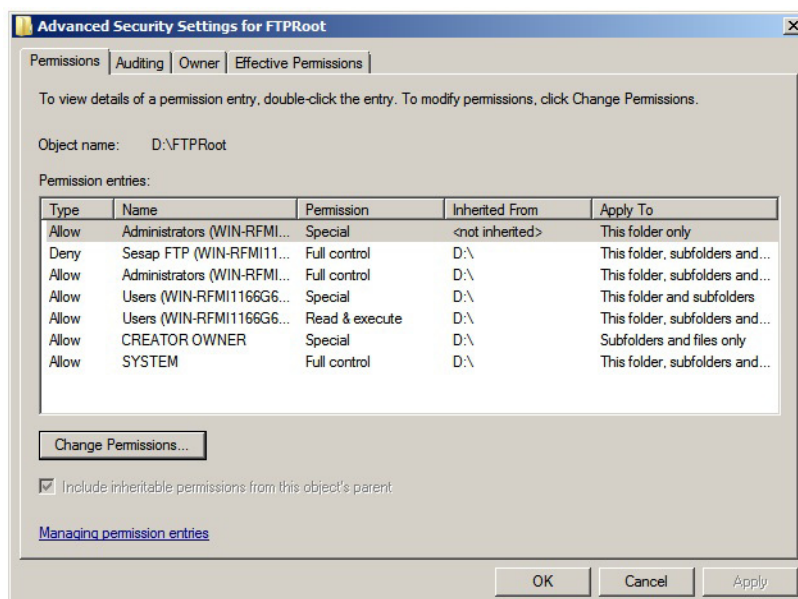 Advanced Security Settings for FTPRoot
Permissions Auditing Owner Effective Permissions
To view details of a permission entry, double-click the entry. To modify permissions, click Change Permissions.
Object name: D:\FTPRoot
Permission entries:
Type Name Permission Inherited From Apply To
Allow Administrators (WIN-RFMI... Special <not inherited> This folder only
Deny Sesap FTP (WIN-RFMI11... Full control D:\ This folder, subfolders and...
Allow Administrators (WIN-RFMI... Full control D:\ This folder, subfolders and...
Allow Users (WIN-RFMI1166G6... Special D:\ This folder and subfolders
Allow Users (WIN-RFMI1166G6... Read & execute D:\ This folder, subfolders and...
Allow CREATOR OWNER Special D:\ Subfolders and files only
Allow SYSTEM Full control D:\ This folder, subfolders and...
Change Permissions...
Include inheritable permissions from this object's parent
Managing permission entries
OK Cancel Apply